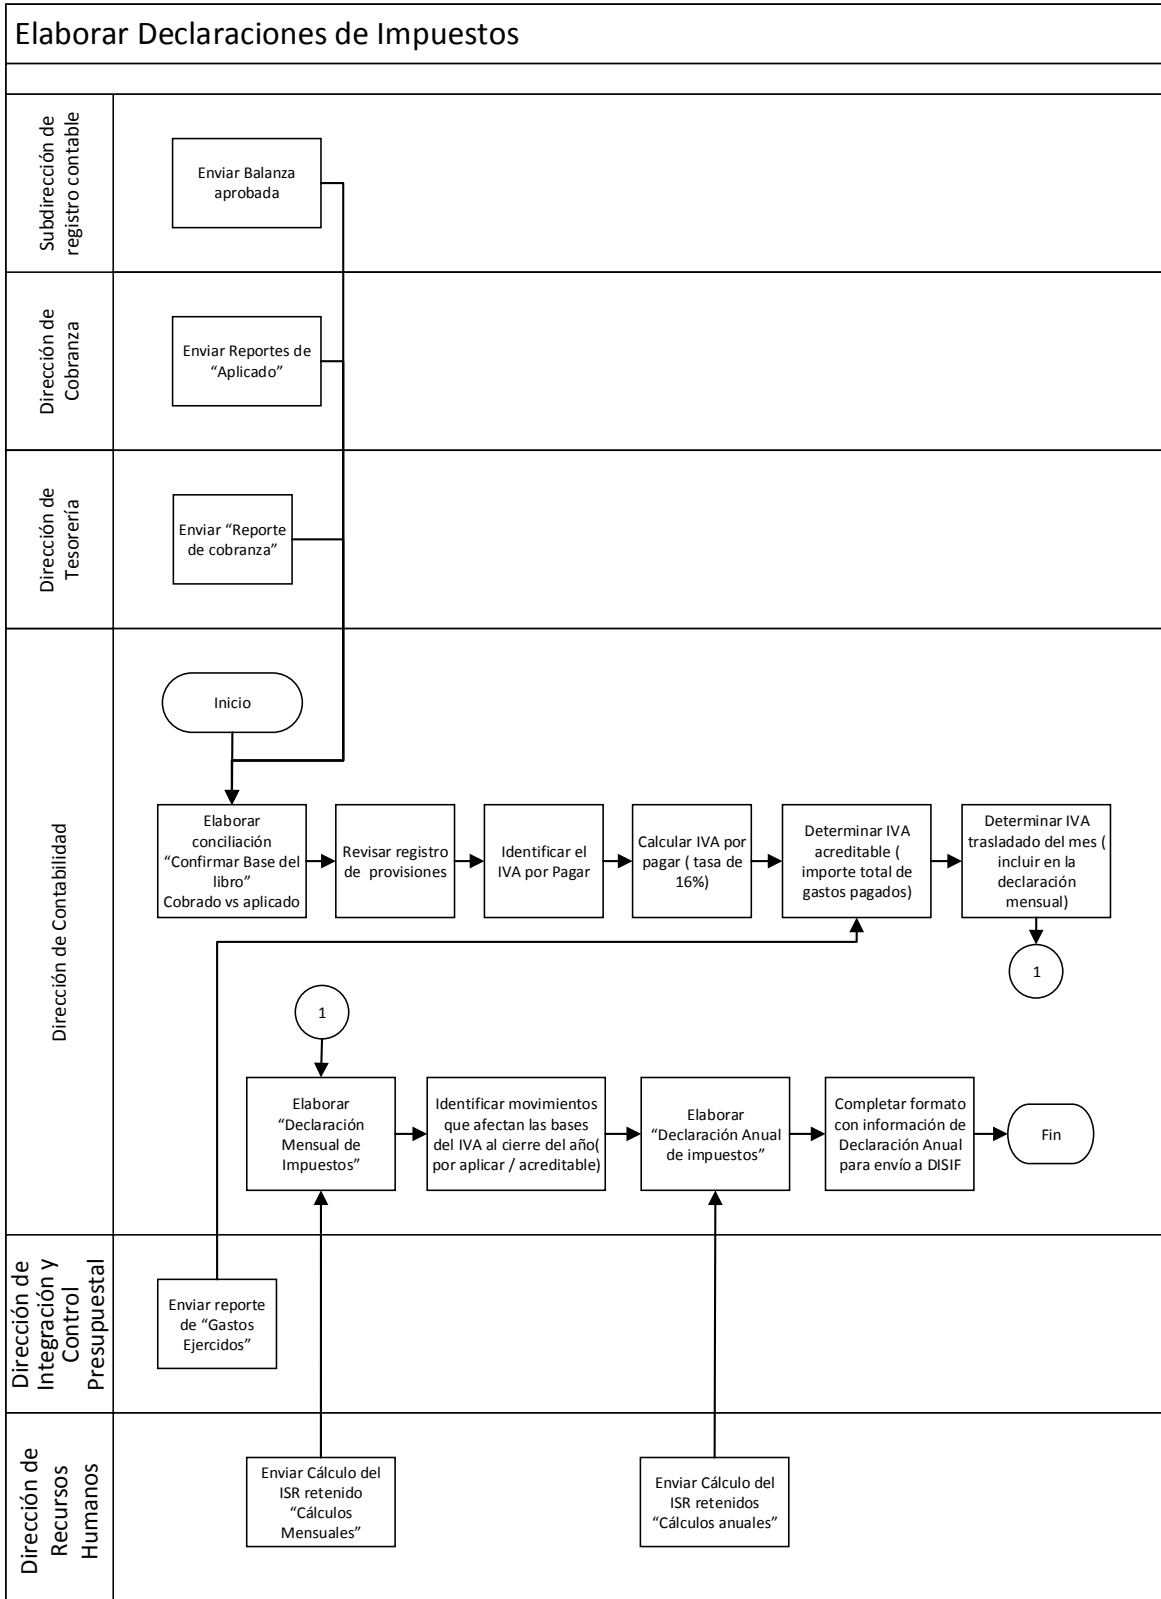 Elaborar Declaraciones de Impuestos
Subdirección de
registro contable
Enviar Balanza
aprobada
Dirección de
Cobranza
Enviar Reportes de
“Aplicado”
Dirección de
Tesorería
Enviar “Reporte
de cobranza”
Dirección de Contabilidad
Inicio
Elaborar
conciliación
“Confirmar Base del
libro”
Cobrado vs aplicado
Revisar registro
de provisiones
Identificar el
IVA por Pagar
Calcular IVA por
pagar ( tasa de
16%)
Determinar IVA
acreditable (
importe total de
gastos pagados)
Determinar IVA
trasladado del mes (
incluir en la
declaración
mensual)
1
1
Elaborar
“Declaración
Mensual de
Impuestos”
Identificar movimientos
que afectan las bases
del IVA al cierre del año(
por aplicar / acreditable)
Elaborar
“Declaración Anual
de impuestos”
Completar formato
con información de
Declaración Anual
para envío a DISIF
Fin
Dirección de
Integración y
Control
Presupuestal
Enviar reporte
de “Gastos
Ejercidos”
Dirección de
Recursos
Humanos
Enviar Cálculo del
ISR retenido
“Cálculos
Mensuales”
Enviar Cálculo del
ISR retenidos
“Cálculos anuales”